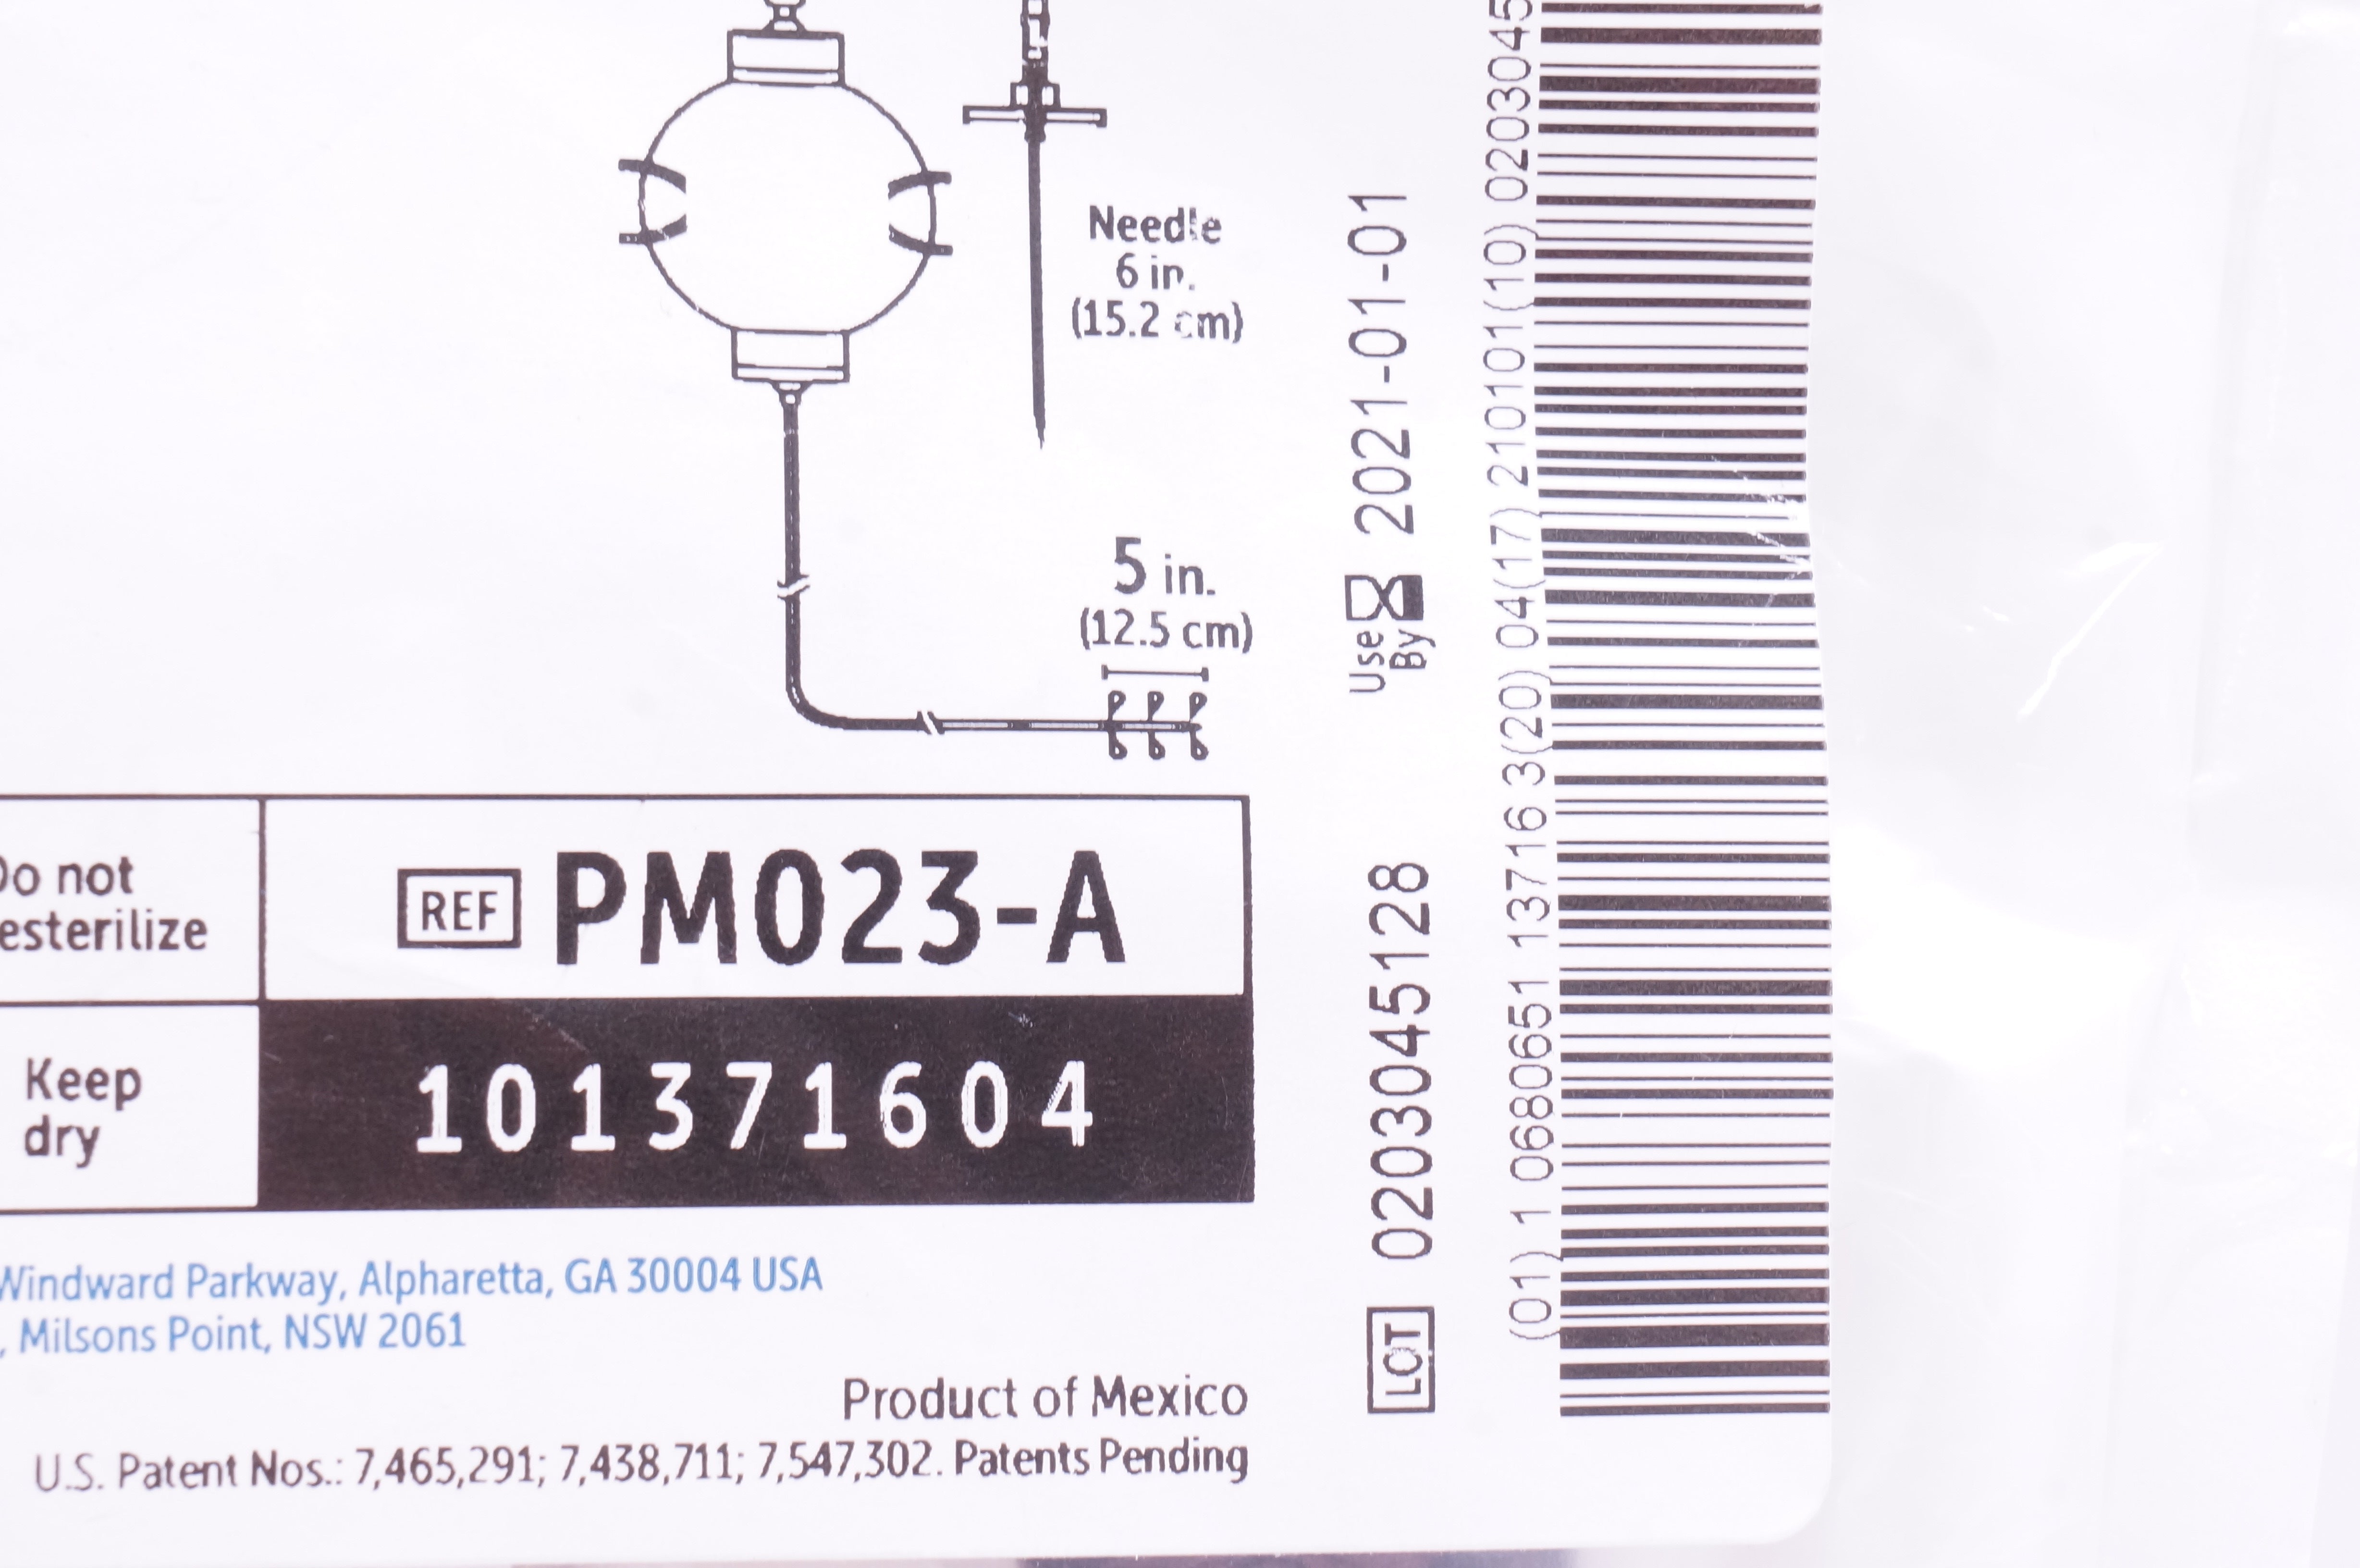 Needle
6 in.
(15.2 cm)
5 in.
(12.5 cm)
Do not
esterilize
REF PM023-A
Keep
dry
101371604
Windward Parkway, Alpharetta, GA 30004 USA
, Milsons Point, NSW 2061
Product of Mexico
U.S. Patent Nos.: 7,465,291; 7,438,711; 7,547,302. Patents Pending
LOT 0203045128
Use By 2021-01-01
(01) 1 0680651 13716 3(20) 04(17) 210101(10) 0203045